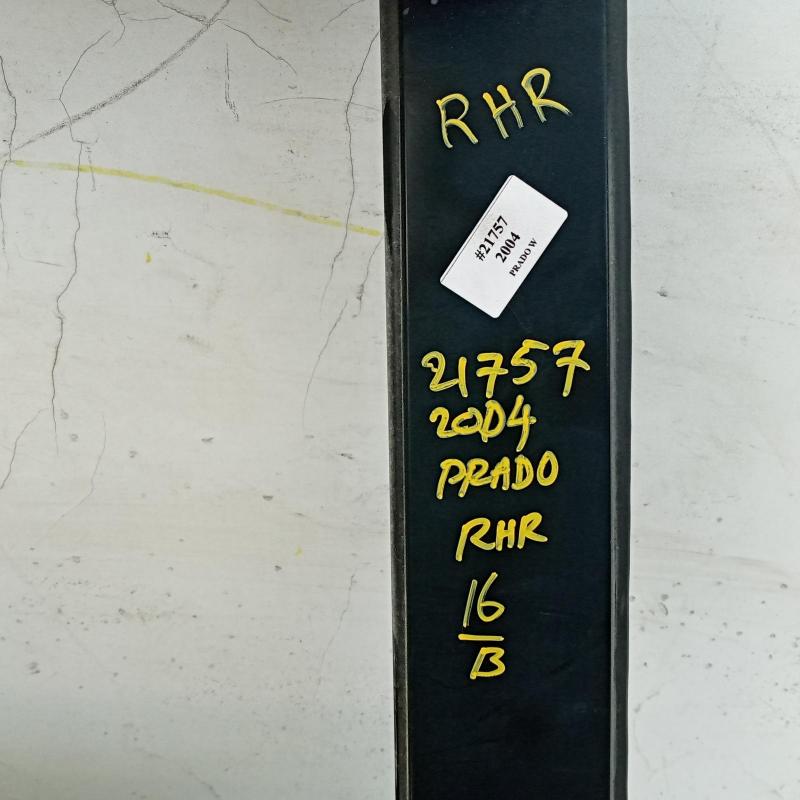 RHR
#21757
2004
PRADO W
21757
2004
PRADO
RHR
16
B